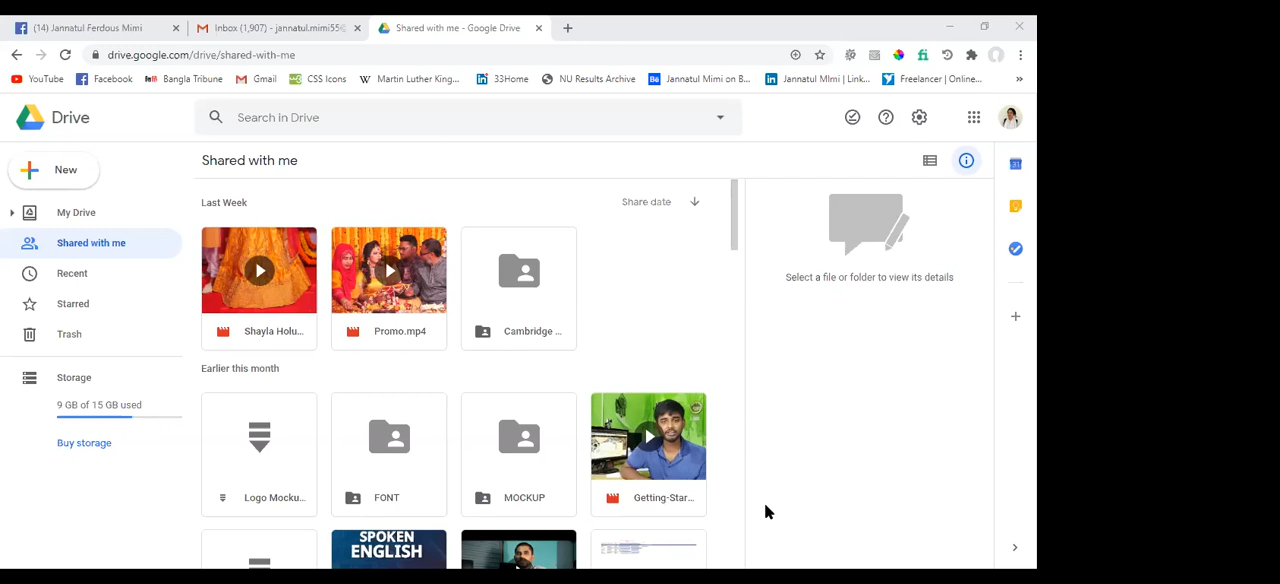 (14) Jannatul Ferdous Mimi
Inbox (1,907) - jannatul.mimi55@
Shared with me - Google Drive
drive.google.com/drive/shared-with-me
YouTube
Facebook
Bangla Tribune
Gmail
CSS Icons
Martin Luther King...
33Home
NU Results Archive
Jannatul Mimi on B...
Jannatul MImi | Link...
Freelancer | Online...
Drive
Search in Drive
New
Shared with me
My Drive
Shared with me
Recent
Starred
Trash
Storage
9 GB of 15 GB used
Buy storage
Last Week
Share date
Shayla Holu...
Promo.mp4
Cambridge ...
Earlier this month
Logo Mocku...
FONT
MOCKUP
Getting-Star...
SPOKEN
ENGLISH
Select a file or folder to view its details